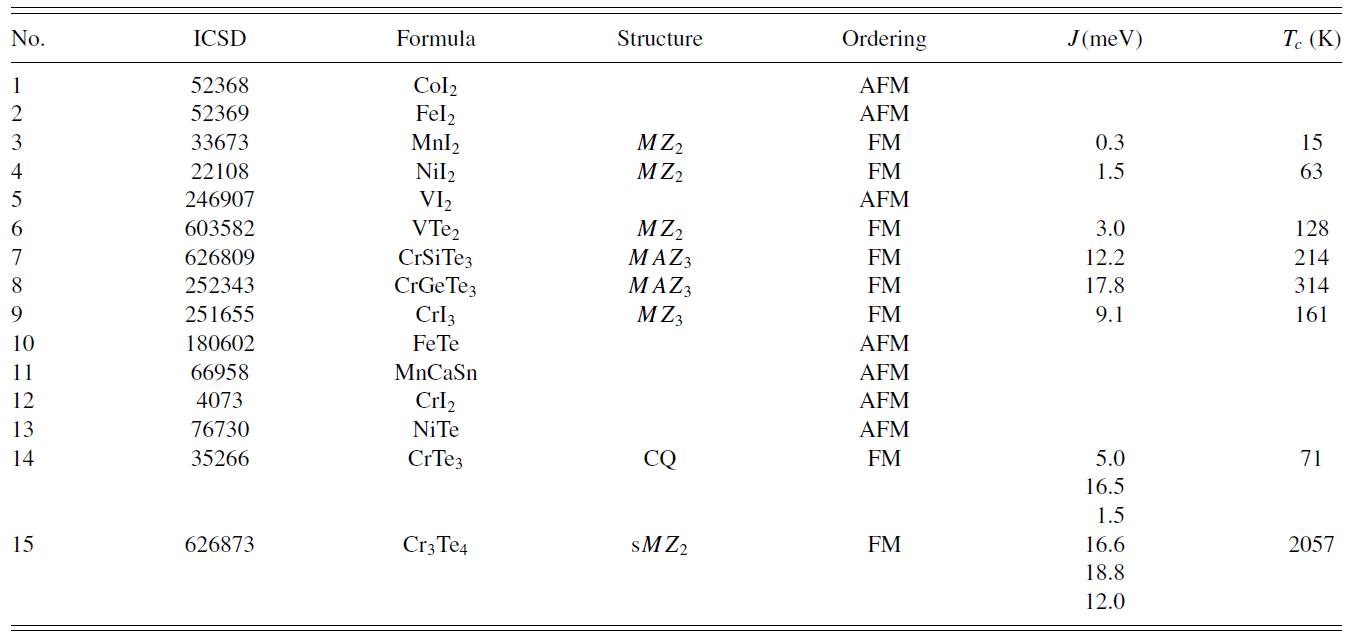 No. ICSD Formula Structure Ordering J (meV) Tc (K)
1 52368 CoI2 AFM
2 52369 FeI2 AFM
3 33673 MnI2 MZ2 FM 0.3 15
4 22108 NiI2 MZ2 FM 1.5 63
5 246907 VI2 AFM
6 603582 VTe2 MZ2 FM 3.0 128
7 626809 CrSiTe3 MAZ3 FM 12.2 214
8 252343 CrGeTe3 MAZ3 FM 17.8 314
9 251655 CrI3 MZ3 FM 9.1 161
10 180602 FeTe AFM
11 66958 MnCaSn AFM
12 4073 CrI2 AFM
13 76730 NiTe AFM
14 35266 CrTe3 CQ FM 5.0 71
16.5
1.5
15 626873 Cr3Te4 sMZ2 FM 16.6 2057
18.8
12.0